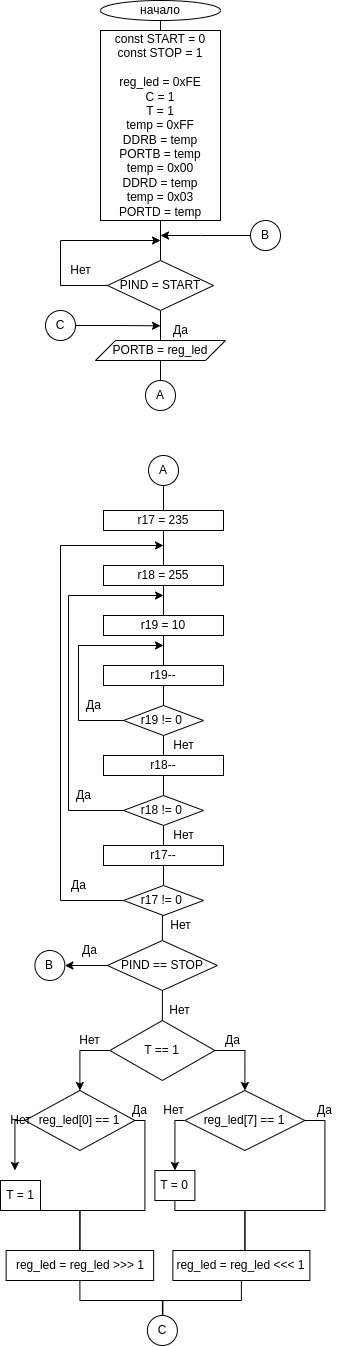 начало
const START = 0
const STOP = 1
reg_led = 0xFE
C = 1
T = 1
temp = 0xFF
DDRB = temp
PORTB = temp
temp = 0x00
DDRD = temp
temp = 0x03
PORTD = temp
B
Нет
PIND = START
C
Да
PORTB = reg_led
A
A
r17 = 235
r18 = 255
r19 = 10
r19--
Да
r19 != 0
Нет
r18--
Да
r18 != 0
Нет
r17--
Да
r17 != 0
Нет
Да
B
PIND == STOP
Нет
Нет
T == 1
Да
Нет
reg_led[0] == 1
Да
Нет
reg_led[7] == 1
Да
T = 1
T = 0
reg_led = reg_led >>> 1
reg_led = reg_led <<< 1
C